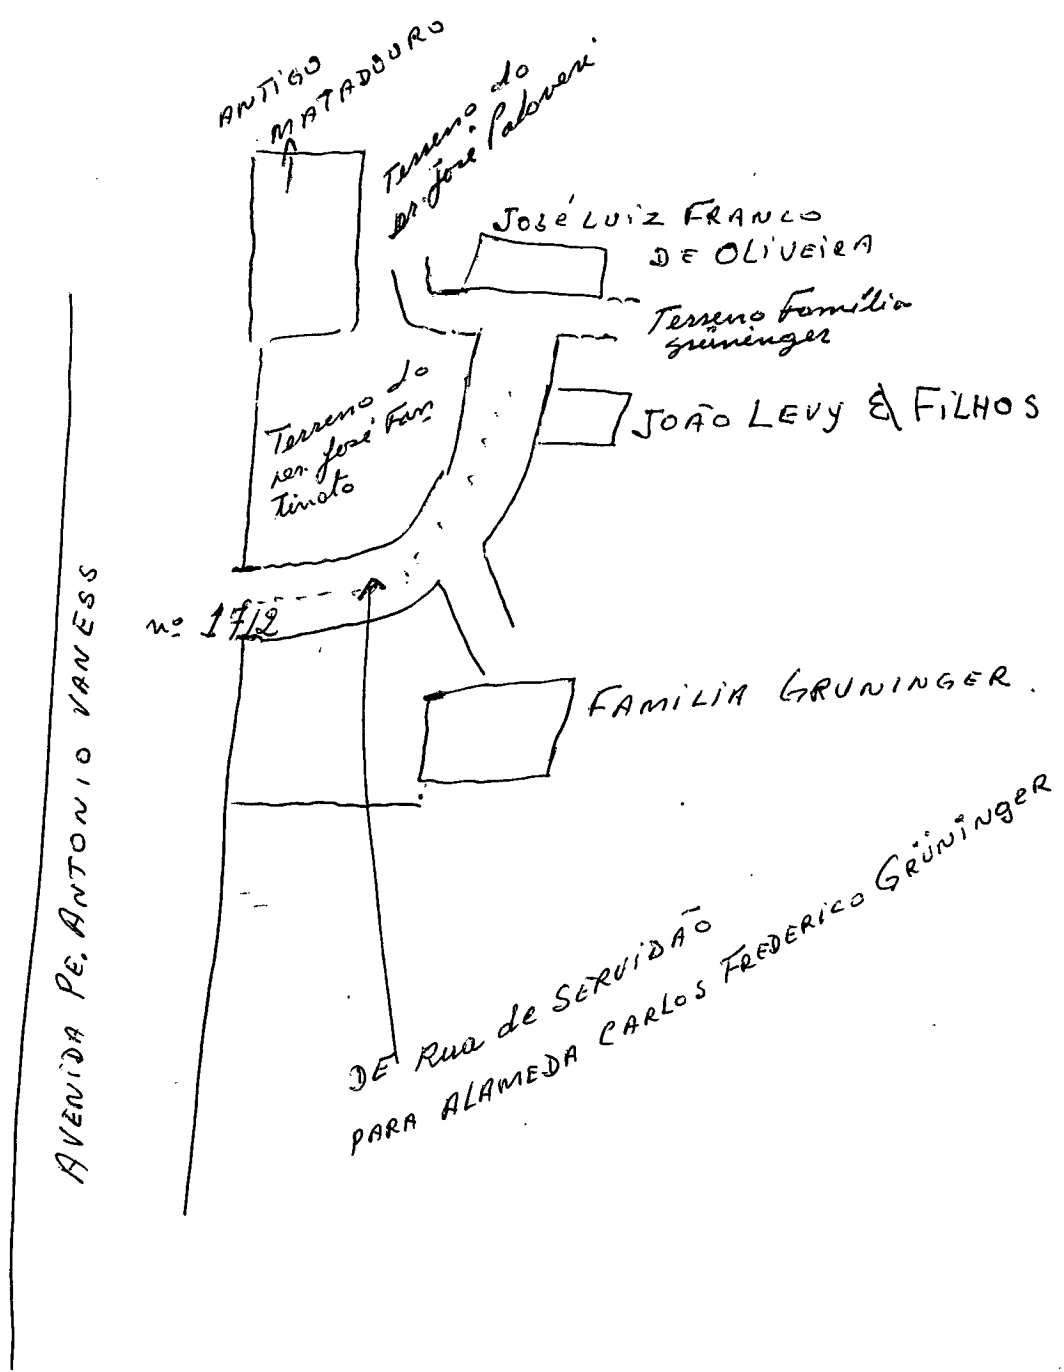 ANTIGO
MATADOURO
Terreno do
sr. José Paloveri
JOSÉ LUIZ FRANCO
DE OLIVEIRA
Terreno Família
Grüninger
Terreno do
sr. José Fan
tinato
JOÃO LEVY & FILHOS
nº 1712
AVENIDA PE. ANTONIO VANESS
FAMILIA GRUNINGER.
DE Rua de SERVIDÃO
PARA ALAMEDA CARLOS FREDERICO GRÜNINGER